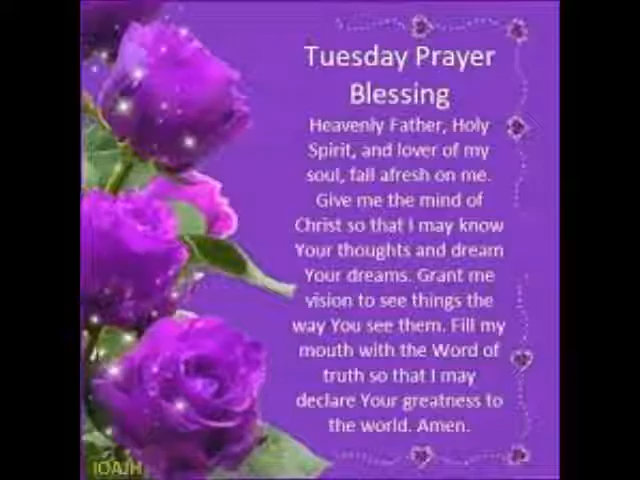 Tuesday Prayer
Blessing
Heavenly Father, Holy
Spirit, and lover of my
soul, fall afresh on me.
Give me the mind of
Christ so that I may know
Your thoughts and dream
Your dreams. Grant me
vision to see things the
way You see them. Fill my
mouth with the Word of
truth so that I may
declare Your greatness to
the world. Amen.